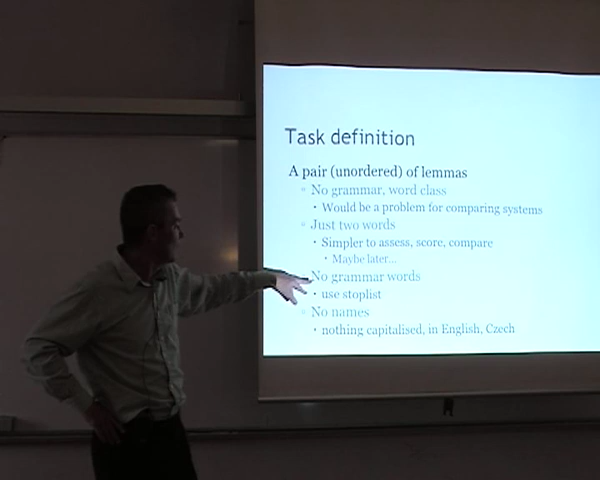 Task definition
A pair (unordered) of lemmas
No grammar, word class
Would be a problem for comparing systems
Just two words
Simpler to assess, score, compare
Maybe later...
No grammar words
use stoplist
No names
nothing capitalised, in English, Czech